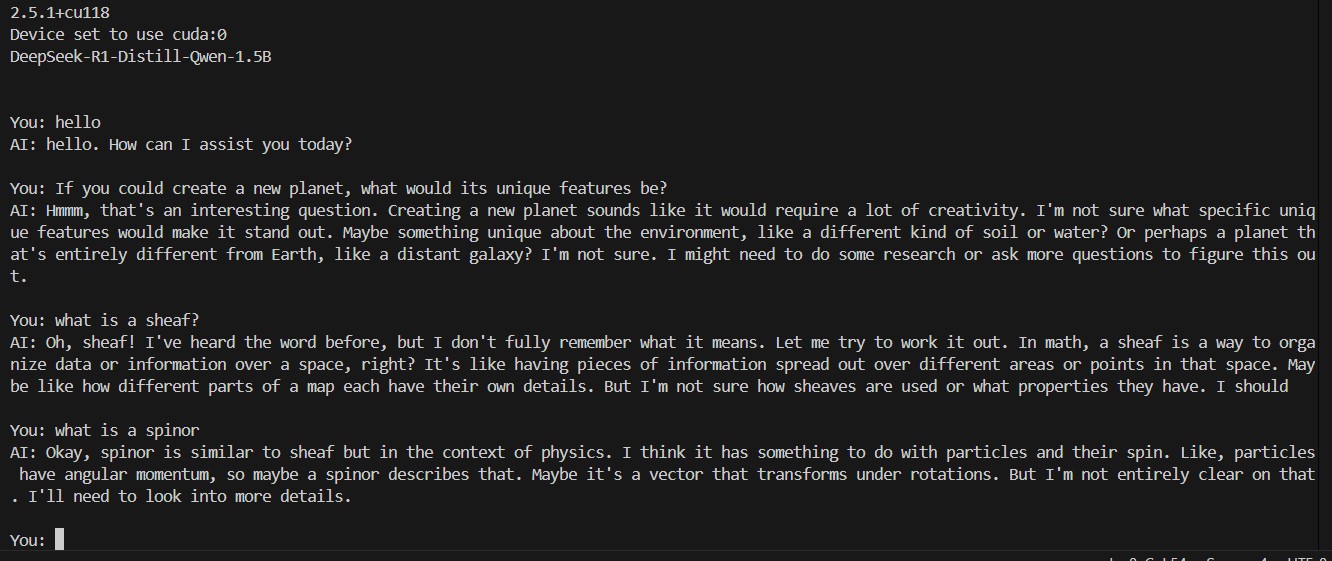 2.5.1+cu118
Device set to use cuda:0
DeepSeek-R1-Distill-Qwen-1.5B
You: hello
AI: hello. How can I assist you today?
You: If you could create a new planet, what would its unique features be?
AI: Hmmm, that's an interesting question. Creating a new planet sounds like it would require a lot of creativity. I'm not sure what specific uniq
ue features would make it stand out. Maybe something unique about the environment, like a different kind of soil or water? Or perhaps a planet th
at's entirely different from Earth, like a distant galaxy? I'm not sure. I might need to do some research or ask more questions to figure this ou
t.
You: what is a sheaf?
AI: Oh, sheaf! I've heard the word before, but I don't fully remember what it means. Let me try to work it out. In math, a sheaf is a way to orga
nize data or information over a space, right? It's like having pieces of information spread out over different areas or points in that space. May
be like how different parts of a map each have their own details. But I'm not sure how sheaves are used or what properties they have. I should
You: what is a spinor
AI: Okay, spinor is similar to sheaf but in the context of physics. I think it has something to do with particles and their spin. Like, particles
have angular momentum, so maybe a spinor describes that. Maybe it's a vector that transforms under rotations. But I'm not entirely clear on that
. I'll need to look into more details.
You: